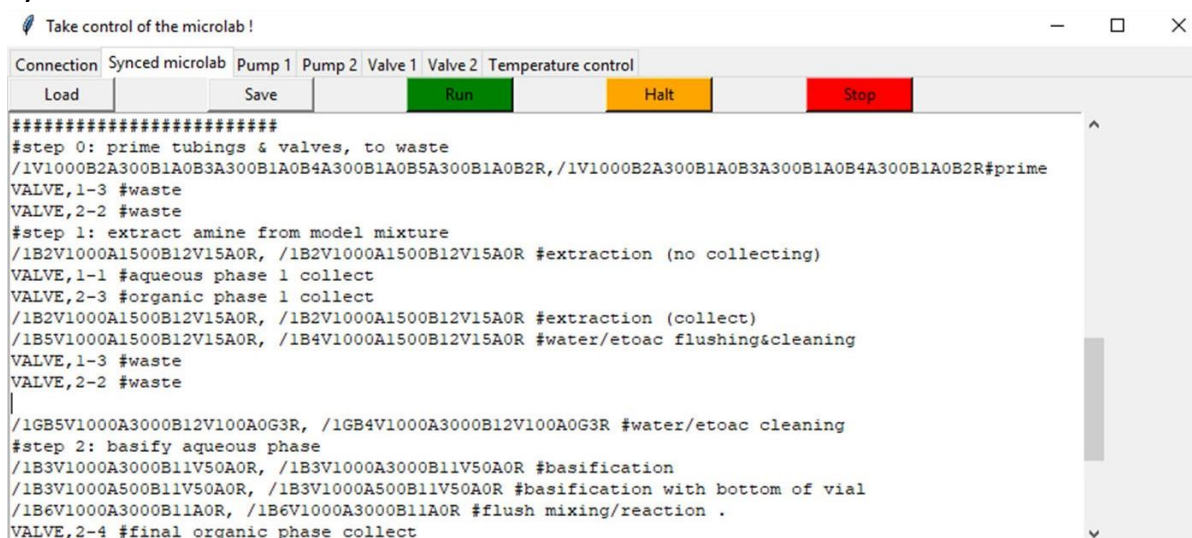 Take control of the microlab !
Connection Synced microlab Pump 1 Pump 2 Valve 1 Valve 2 Temperature control
Load Save Run Halt Stop
##########################
#step 0: prime tubings & valves, to waste
/1V1000B2A300B1A0B3A300B1A0B4A300B1A0B5A300B1A0B2R,/1V1000B2A300B1A0B3A300B1A0B4A300B1A0B2R#prime
VALVE,1-3 #waste
VALVE,2-2 #waste
#step 1: extract amine from model mixture
/1B2V1000A1500B12V15A0R, /1B2V1000A1500B12V15A0R #extraction (no collecting)
VALVE,1-1 #aqueous phase 1 collect
VALVE,2-3 #organic phase 1 collect
/1B2V1000A1500B12V15A0R, /1B2V1000A1500B12V15A0R #extraction (collect)
/1B5V1000A1500B12V15A0R, /1B4V1000A1500B12V15A0R #water/etoac flushing&cleaning
VALVE,1-3 #waste
VALVE,2-2 #waste
/1GB5V1000A3000B12V100A0G3R, /1GB4V1000A3000B12V100A0G3R #water/etoac cleaning
#step 2: basify aqueous phase
/1B3V1000A3000B11V50A0R, /1B3V1000A3000B11V50A0R #basification
/1B3V1000A500B11V50A0R, /1B3V1000A500B11V50A0R #basification with bottom of vial
/1B6V1000A3000B11A0R, /1B6V1000A3000B11A0R #flush mixing/reaction .
VALVE,2-4 #final organic phase collect